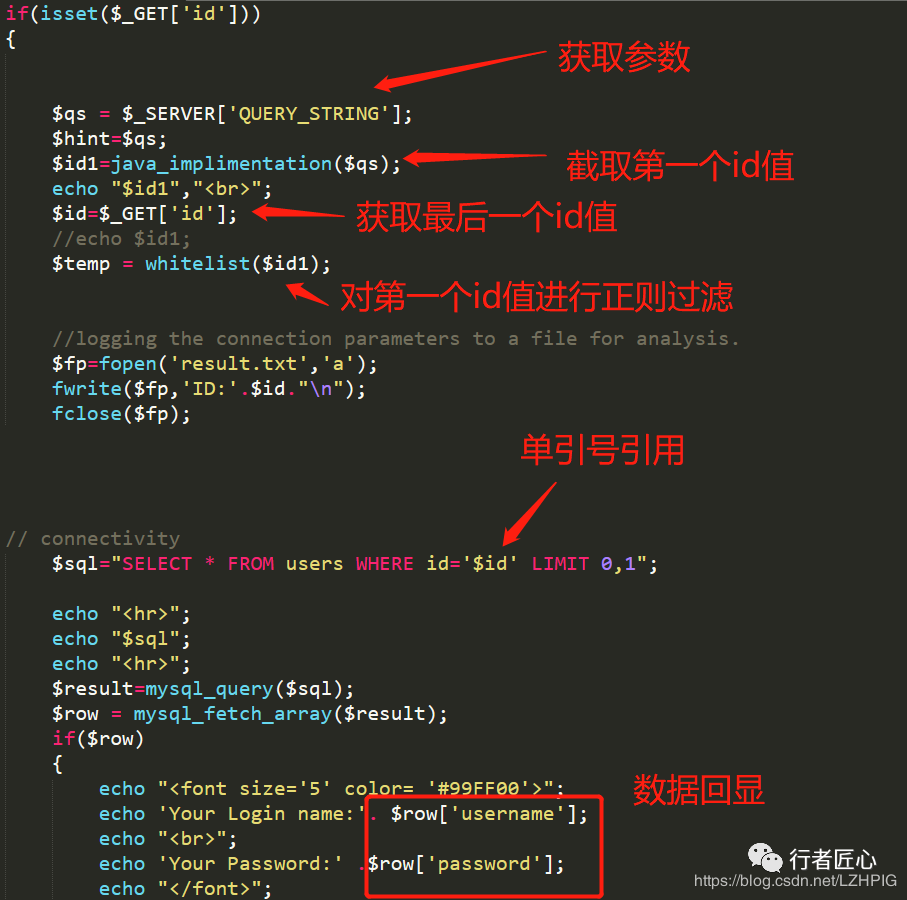 if(isset($_GET['id']))
{
获取参数
$qs = $_SERVER['QUERY_STRING'];
$hint=$qs;
$id1=java_implimentation($qs);
截取第一个id值
echo "$id1","<br>";
$id=$_GET['id'];
获取最后一个id值
//echo $id1;
$temp = whitelist($id1);
对第一个id值进行正则过滤
//logging the connection parameters to a file for analysis.
$fp=fopen('result.txt','a');
fwrite($fp,'ID:'.$id."\n");
fclose($fp);
单引号引用
// connectivity
$sql="SELECT * FROM users WHERE id='$id' LIMIT 0,1";
echo "<hr>";
echo "$sql";
echo "<hr>";
$result=mysql_query($sql);
$row = mysql_fetch_array($result);
if($row)
{
echo "<font size='5' color= '#99FF00'>";
数据回显
echo 'Your Login name:'. $row['username'];
echo "<br>";
echo 'Your Password:' .$row['password'];
echo "</font>";
行者匠心
https://blog.csdn.net/LZHPIG